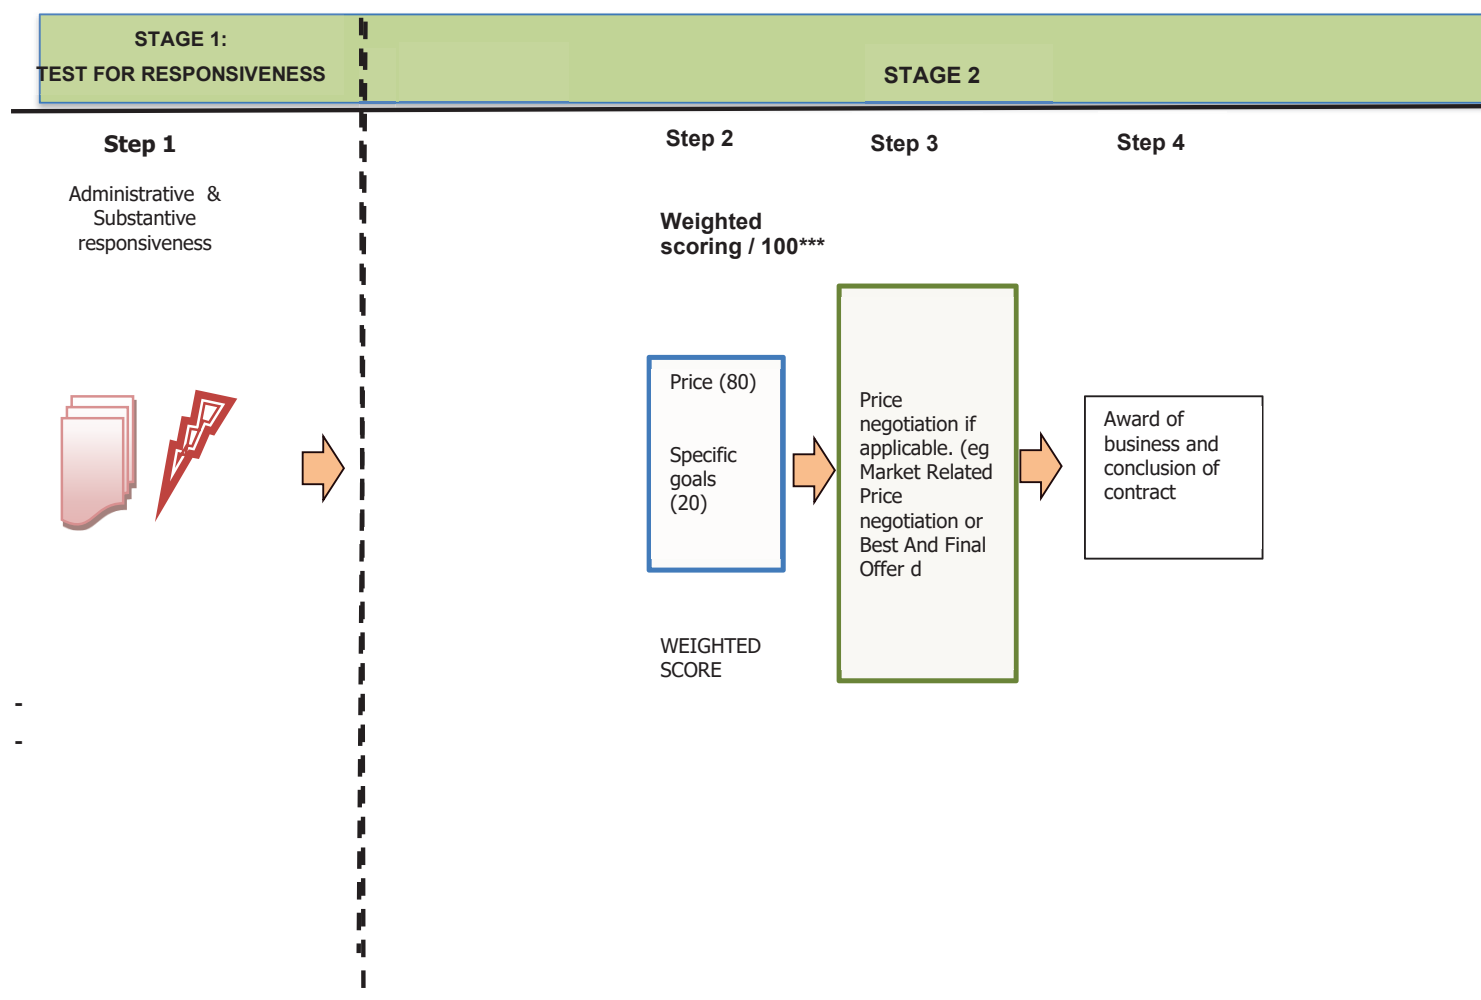 STAGE 1:
TEST FOR RESPONSIVENESS
STAGE 2
Step 1
Step 2
Step 3
Step 4
Administrative &
Substantive
responsiveness
Weighted
scoring / 100***
Price (80)
Specific
goals
(20)
Price
negotiation if
applicable. (eg
Market Related
Price
negotiation or
Best And Final
Offer d
Award of
business and
conclusion of
contract
WEIGHTED
SCORE
-
-